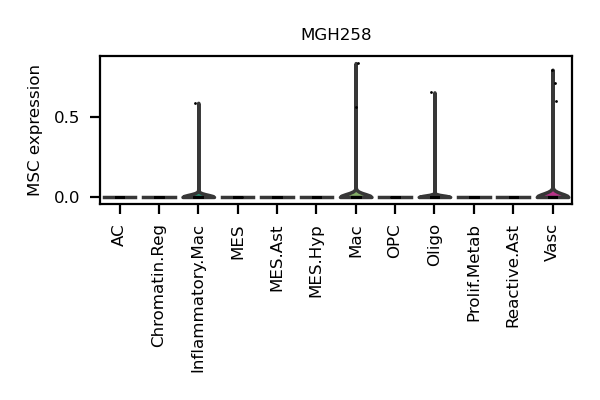 MGH258
MSC expression
0.5
0.0
AC
Chromatin.Reg
Inflammatory.Mac
MES
MES.Ast
MES.Hyp
Mac
OPC
Oligo
Prolif.Metab
Reactive.Ast
Vasc